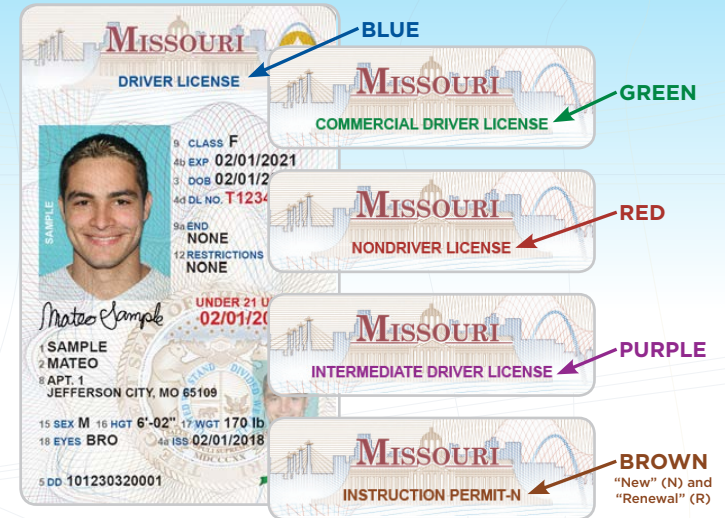 MISSOURI
DRIVER LICENSE
BLUE
SAMPLE
9 CLASS F
4b EXP 02/01/2021
3 DOB 02/01/2
4d DL NO. T1234
9a END
NONE
12 RESTRICTIONS
NONE
UNDER 21 U
02/01/20
Mateo Sample
1 SAMPLE
2 MATEO
8 APT. 1
JEFFERSON CITY, MO 65109
15 SEX M 16 HGT 6'-02" 17 WGT 170 lb
18 EYES BRO 4a ISS 02/01/2018
5 DD 101230320001
MISSOURI
COMMERCIAL DRIVER LICENSE
GREEN
MISSOURI
NONDRIVER LICENSE
RED
MISSOURI
INTERMEDIATE DRIVER LICENSE
PURPLE
MISSOURI
INSTRUCTION PERMIT-N
BROWN
"New" (N) and
"Renewal" (R)